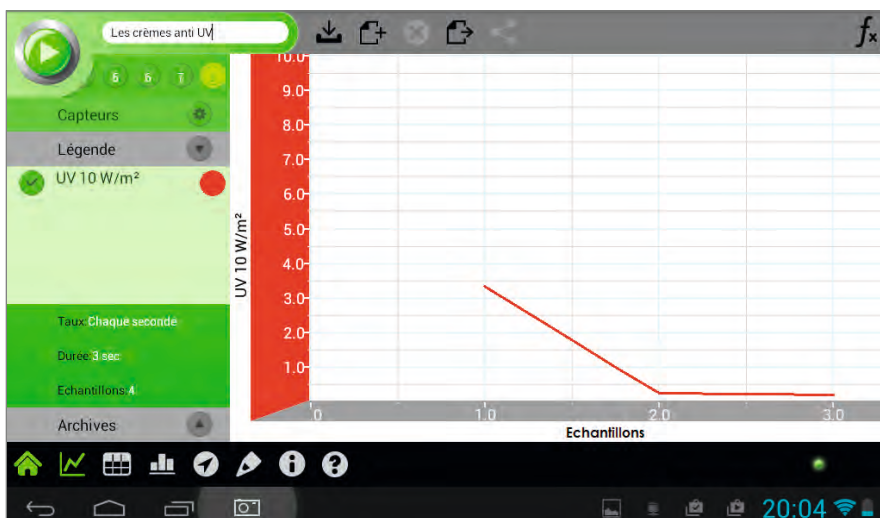 Les crèmes anti UV
fx
Capteurs
Légende
UV 10 W/m²
Taux:Chaque seconde
Durée:3 sec
Echantillons:4
Archives
UV 10 W/m²
10.0
9.0
8.0
7.0
6.0
5.0
4.0
3.0
2.0
1.0
.0
1.0
2.0
3.0
Echantillons
20:04